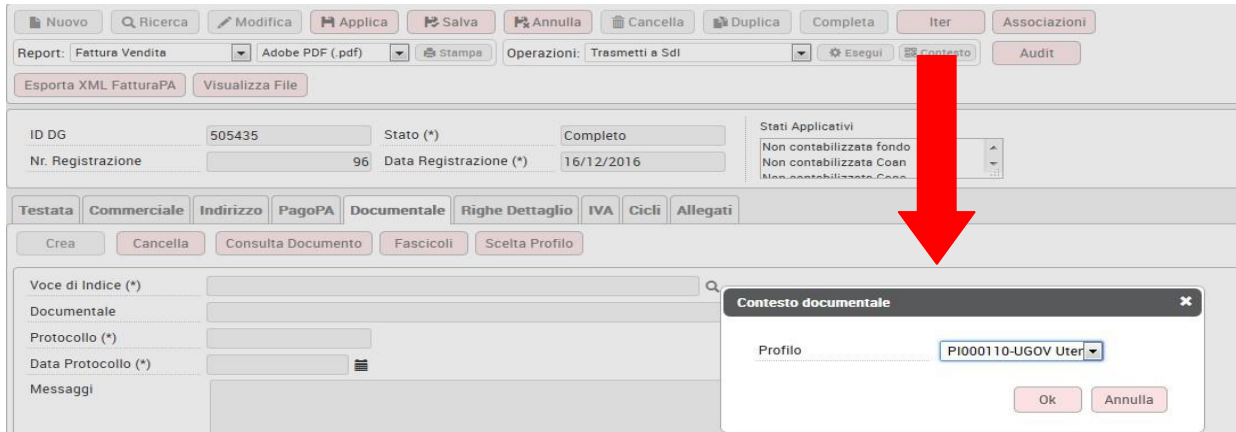 Nuovo Ricerca Modifica Applica Salva Annulla Cancella Duplica Completa Iter Associazioni
Report: Fattura Vendita Adobe PDF (.pdf) Stampa Operazioni: Trasmetti a SdI Esegui Contesto Audit
Esporta XML FatturaPA Visualizza File
ID DG 505435 Stato (*) Completo
Nr. Registrazione 96 Data Registrazione (*) 16/12/2016
Stati Applicativi
Non contabilizzata fondo
Non contabilizzata Coan
Non contabilizzata Coge
Testata Commerciale Indirizzo PagoPA Documentale Righe Dettaglio IVA Cicli Allegati
Crea Cancella Consulta Documento Fascicoli Scelta Profilo
Voce di Indice (*)
Documentale
Protocollo (*)
Data Protocollo (*)
Messaggi
Contesto documentale
Profilo PI000110-UGOV Uter
Ok Annulla